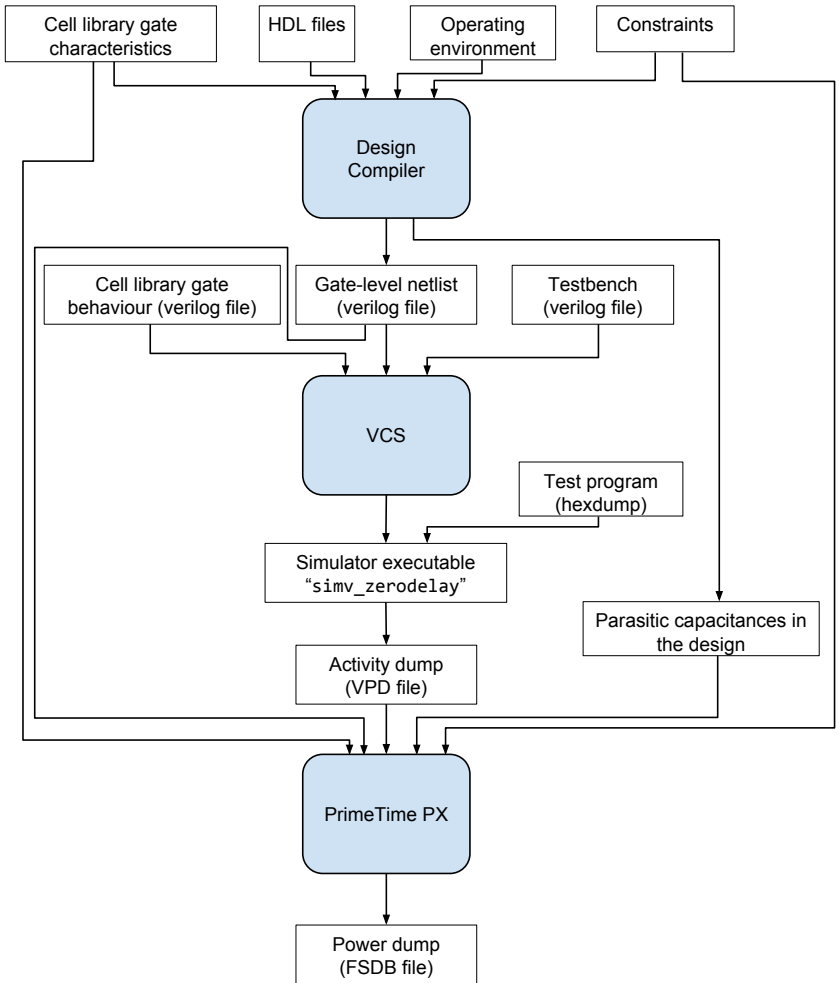 Cell library gate
characteristics
HDL files
Operating
environment
Constraints
Design
Compiler
Cell library gate
behaviour (verilog file)
Gate-level netlist
(verilog file)
Testbench
(verilog file)
VCS
Test program
(hexdump)
Simulator executable
“simv_zerodelay”
Parasitic capacitances in
the design
Activity dump
(VPD file)
PrimeTime PX
Power dump
(FSDB file)